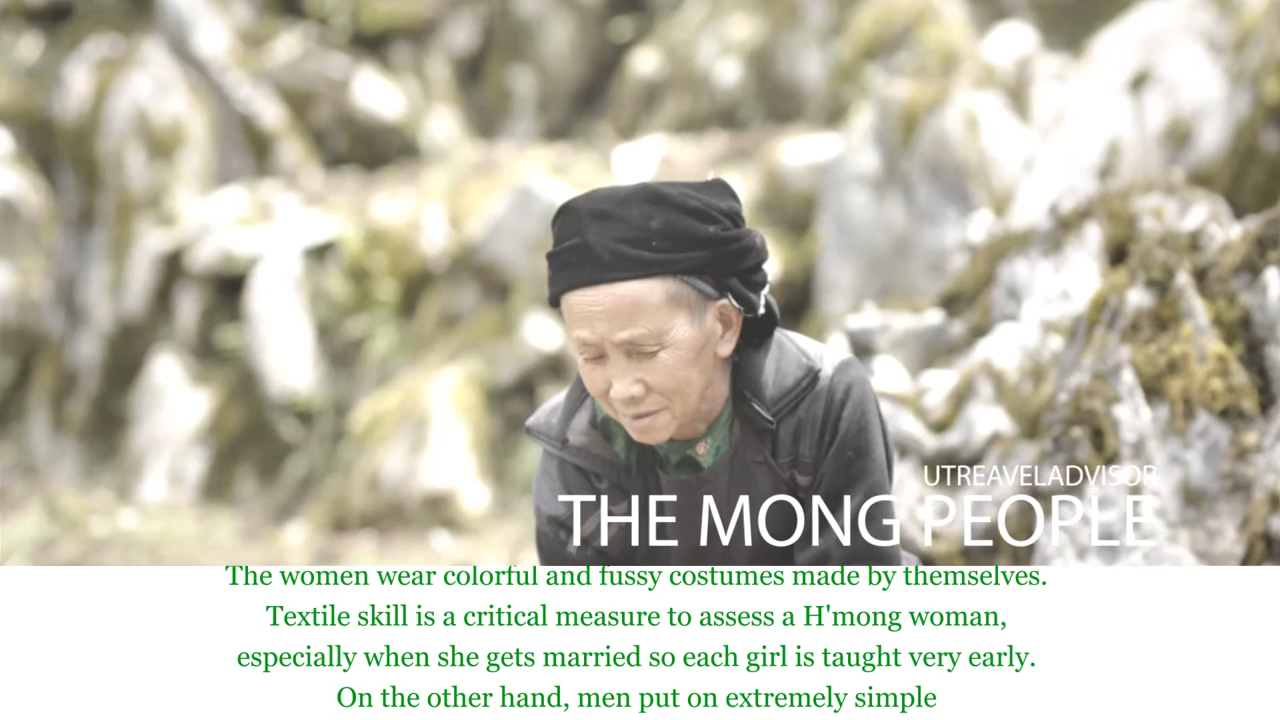 UTREAVELADVISOR
THE MONG PEOPLE
The women wear colorful and fussy costumes made by themselves.
Textile skill is a critical measure to assess a H'mong woman,
especially when she gets married so each girl is taught very early.
On the other hand, men put on extremely simple